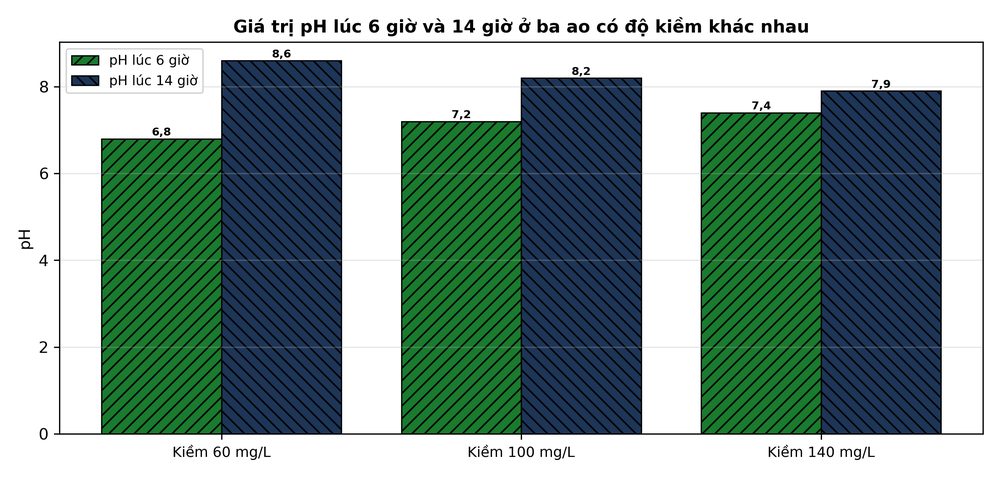 Giá trị pH lúc 6 giờ và 14 giờ ở ba ao có độ kiềm khác nhau
pH lúc 6 giờ
pH lúc 14 giờ
6,8
8,6
7,2
8,2
7,4
7,9
pH
8
6
4
2
0
Kiềm 60 mg/L
Kiềm 100 mg/L
Kiềm 140 mg/L